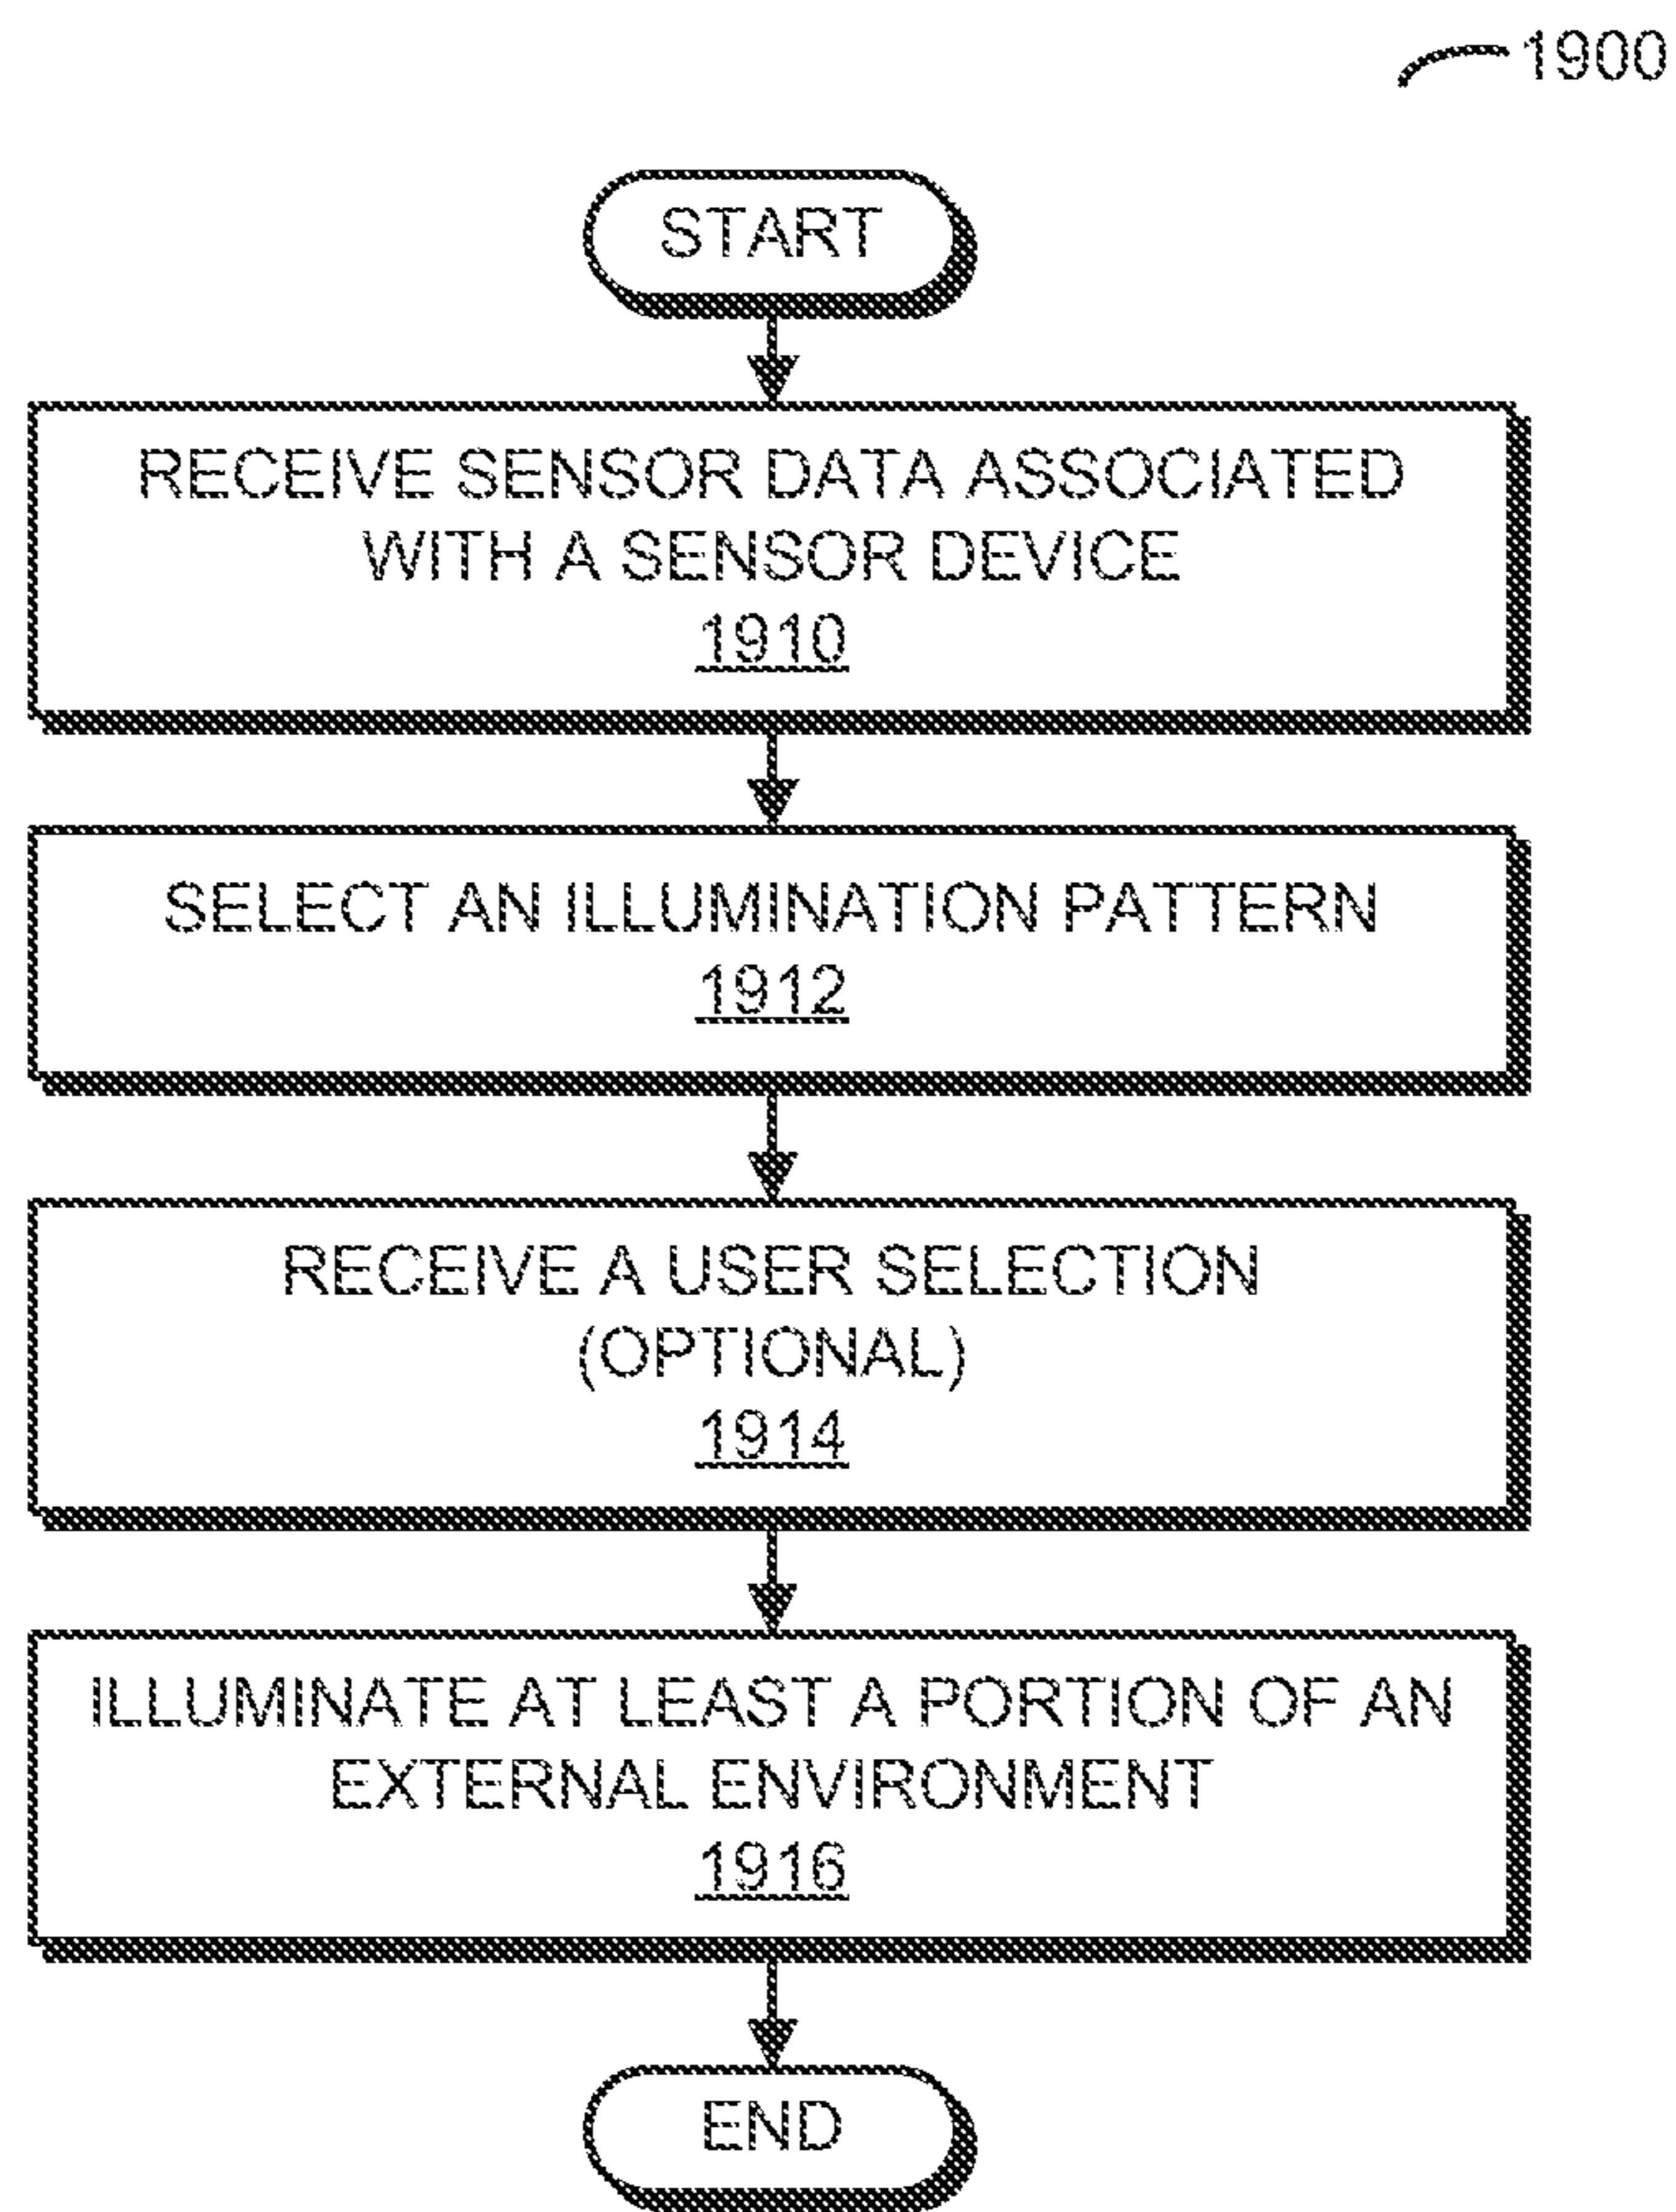 1900
START
RECEIVE SENSOR DATA ASSOCIATED
WITH A SENSOR DEVICE
1910
SELECT AN ILLUMINATION PATTERN
1912
RECEIVE A USER SELECTION
(OPTIONAL)
1914
ILLUMINATE AT LEAST A PORTION OF AN
EXTERNAL ENVIRONMENT
1916
END